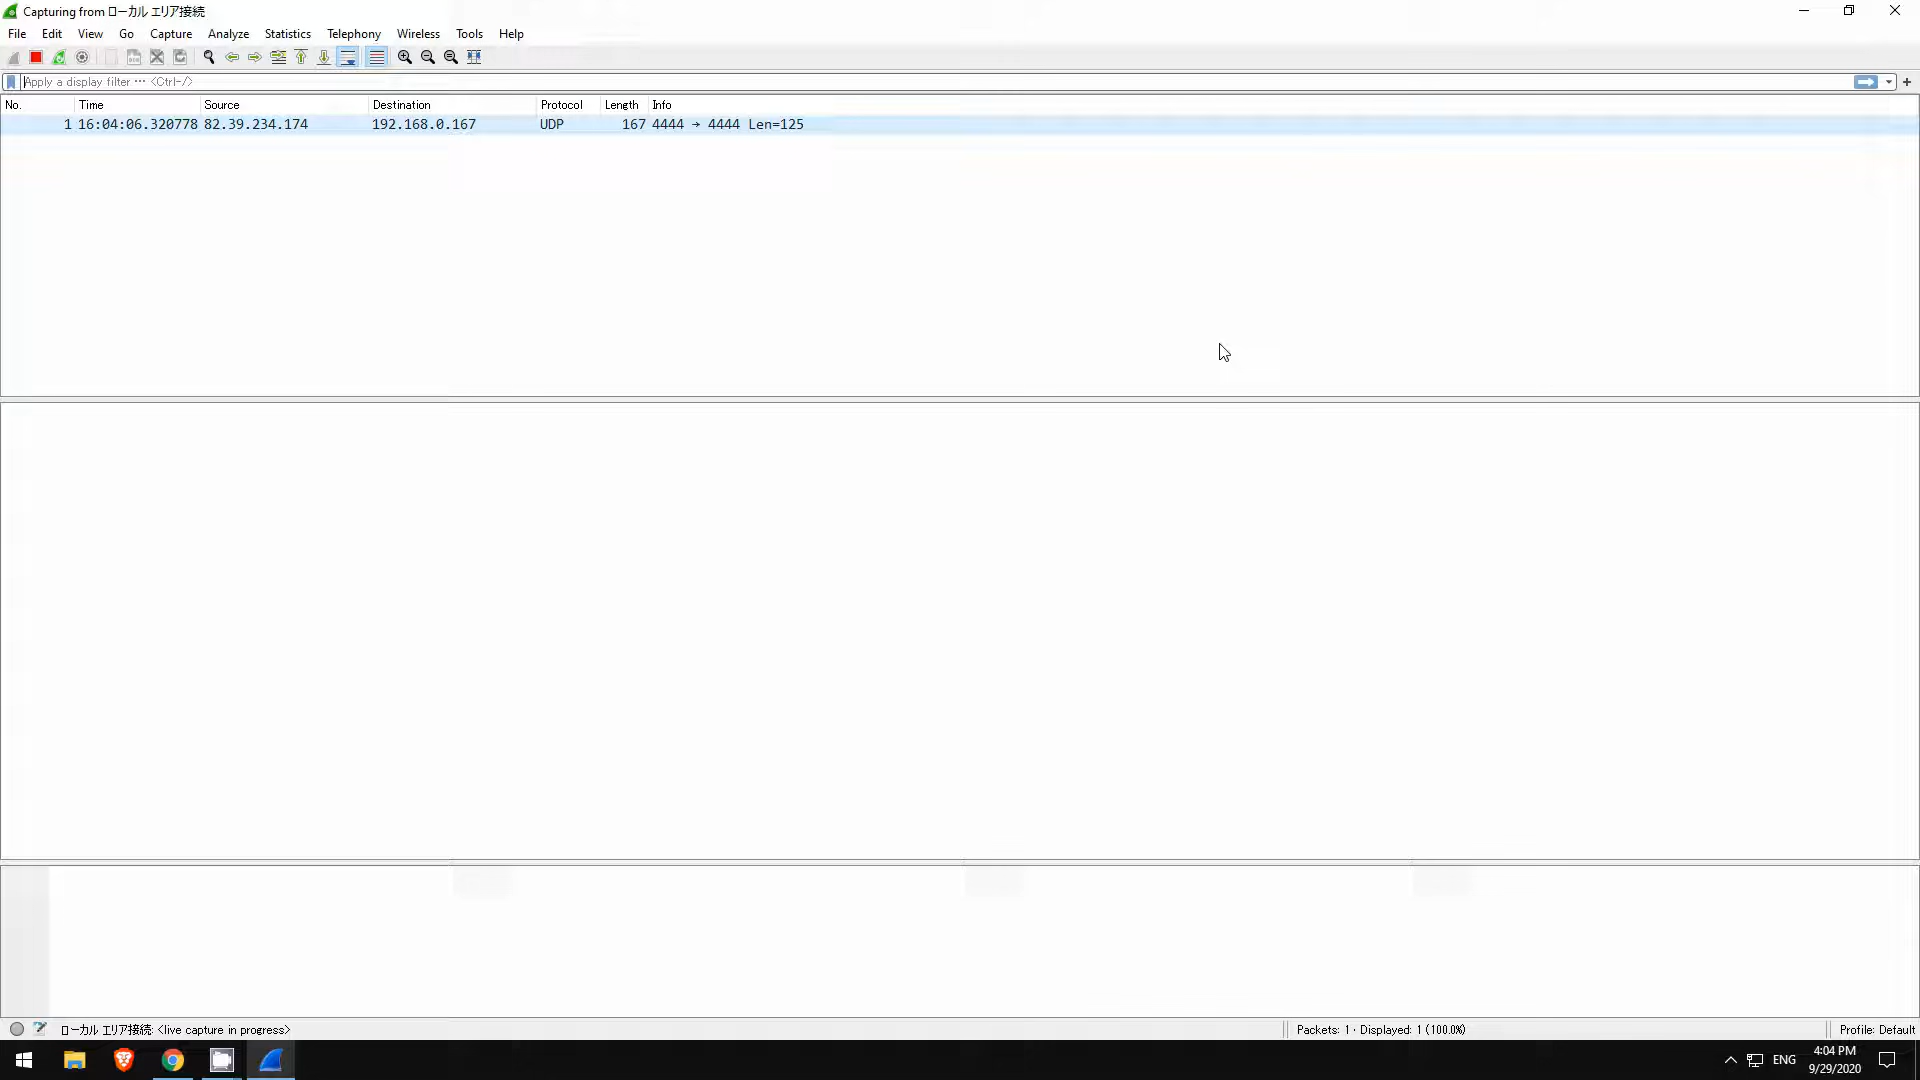 Capturing from ローカル エリア接続
File Edit View Go Capture Analyze Statistics Telephony Wireless Tools Help
Apply a display filter … <Ctrl-/>
No. Time Source Destination Protocol Length Info
1 16:04:06.320778 82.39.234.174 192.168.0.167 UDP 167 4444 → 4444 Len=125
ローカル エリア接続: <live capture in progress> Packets: 1 · Displayed: 1 (100.0%) Profile: Default
ENG 4:04 PM
9/29/2020